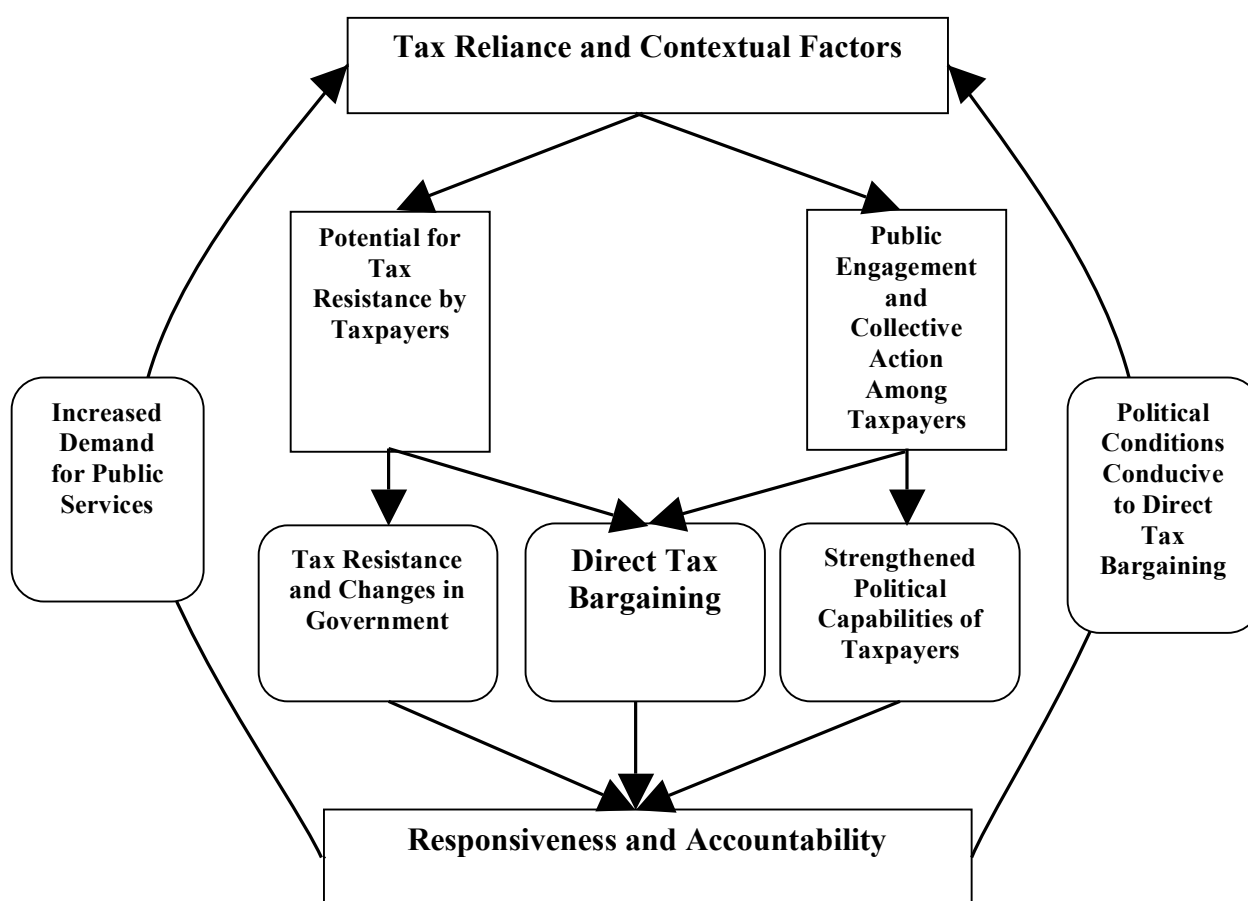 Tax Reliance and Contextual Factors
Potential for
Tax
Resistance by
Taxpayers
Public
Engagement
and
Collective
Action
Among
Taxpayers
Increased
Demand
for Public
Services
Political
Conditions
Conducive
to Direct
Tax
Bargaining
Tax Resistance
and Changes in
Government
Direct Tax
Bargaining
Strengthened
Political
Capabilities of
Taxpayers
Responsiveness and Accountability